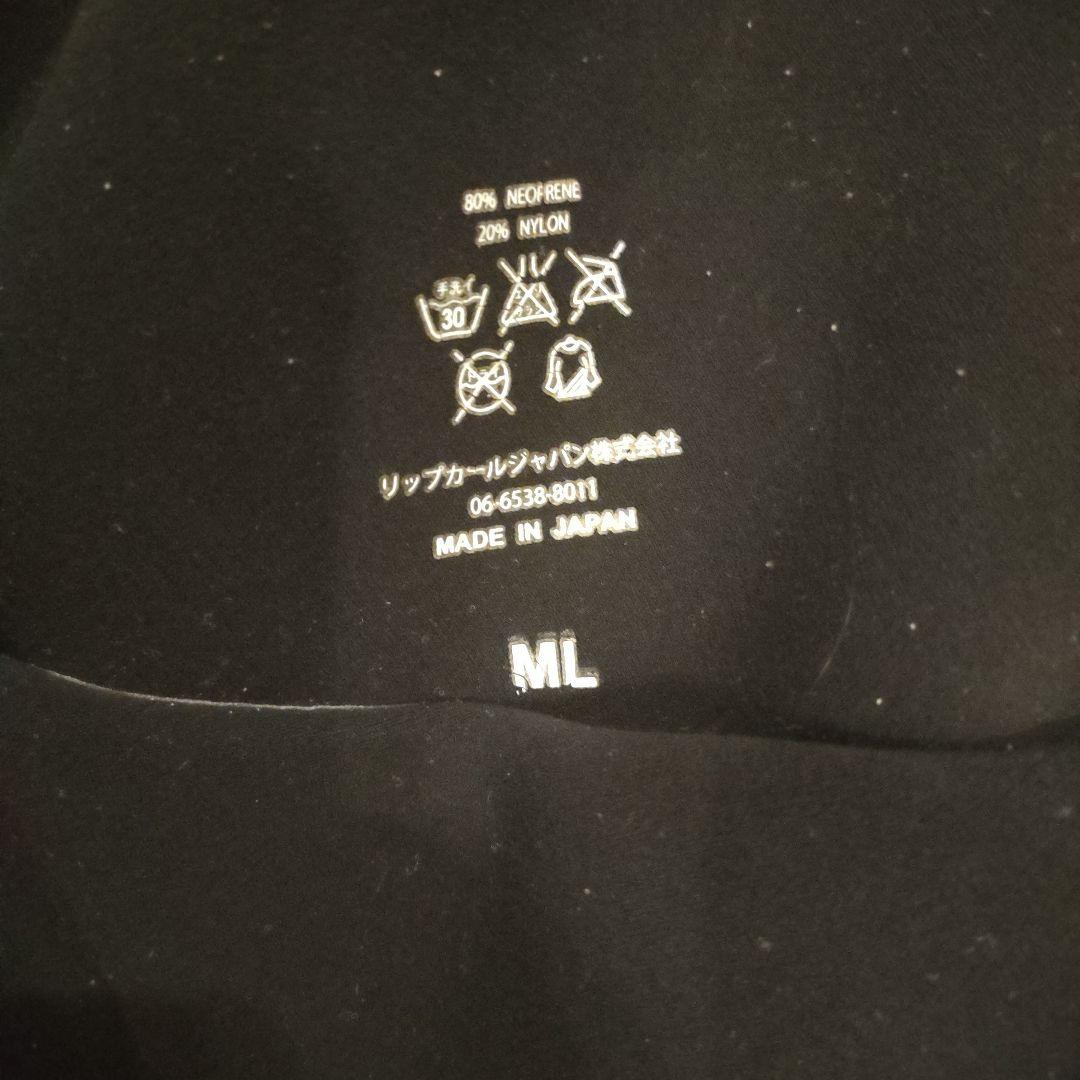 80% NEOPRENE
20% NYLON
手洗イ
30
リップカールジャパン株式会社
06-6538-8011
MADE IN JAPAN
ML